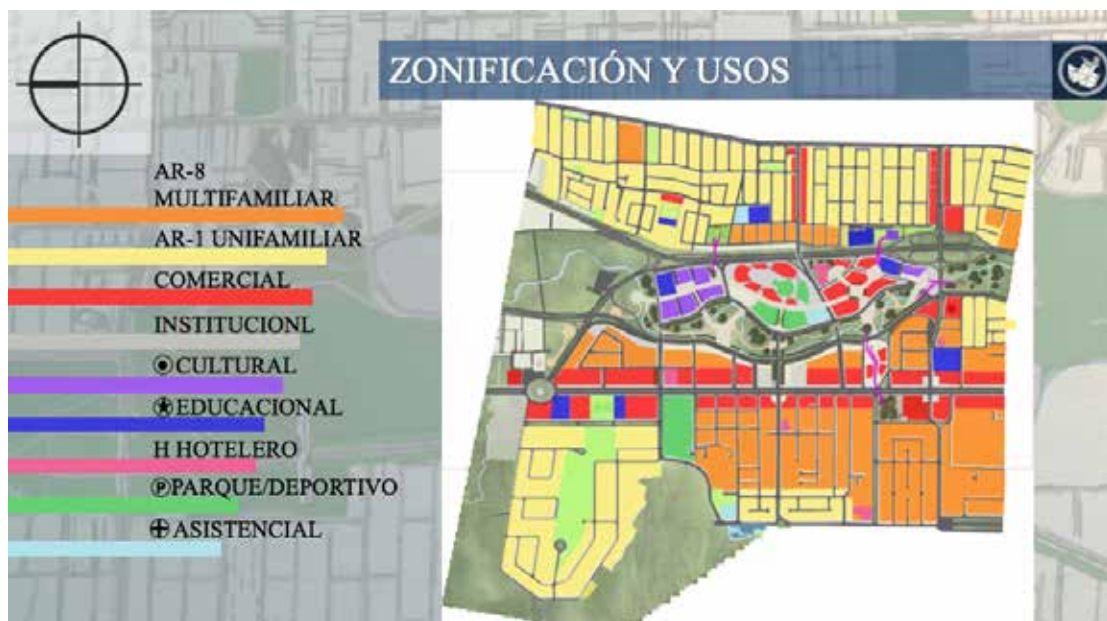 ZONIFICACIÓN Y USOS
AR-8
MULTIFAMILIAR
AR-1 UNIFAMILIAR
COMERCIAL
INSTITUCIONL
CULTURAL
EDUCACIONAL
H HOTELERO
P PARQUE/DEPORTIVO
ASISTENCIAL